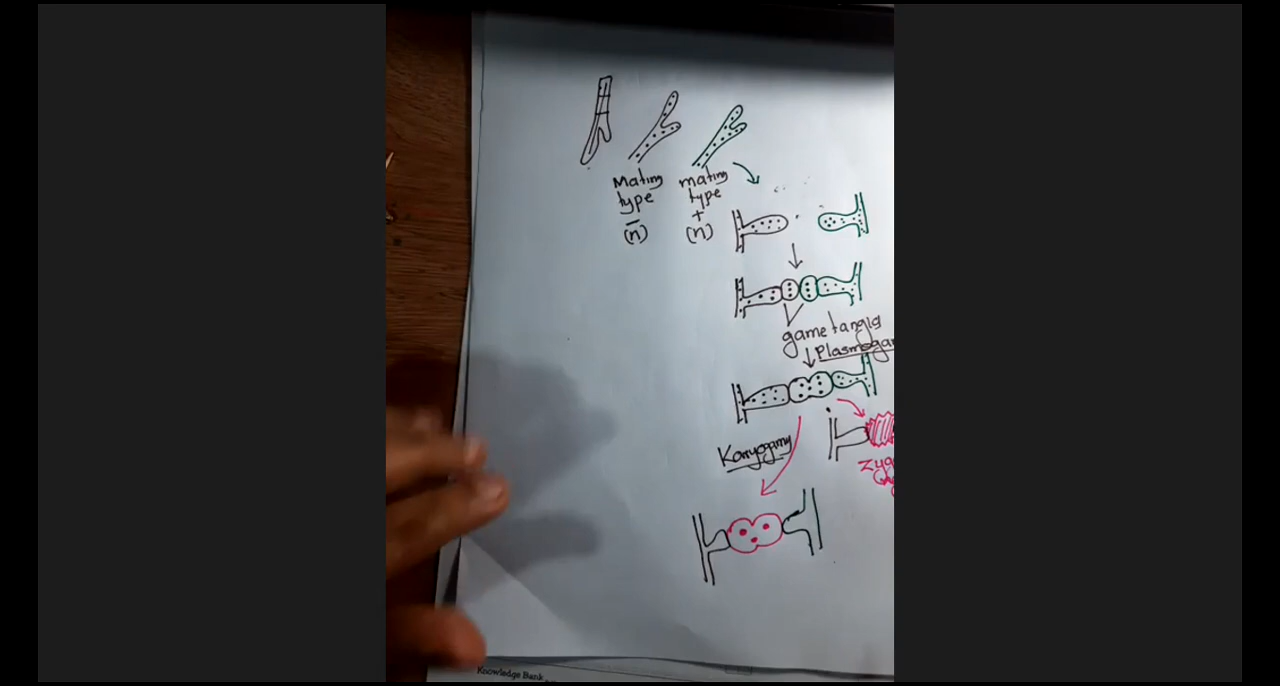 Mating
type
–
(n)
mating
type
+
(n)
gametangia
Plasmogam
Karyogamy
Zyg
Knowledge Bank